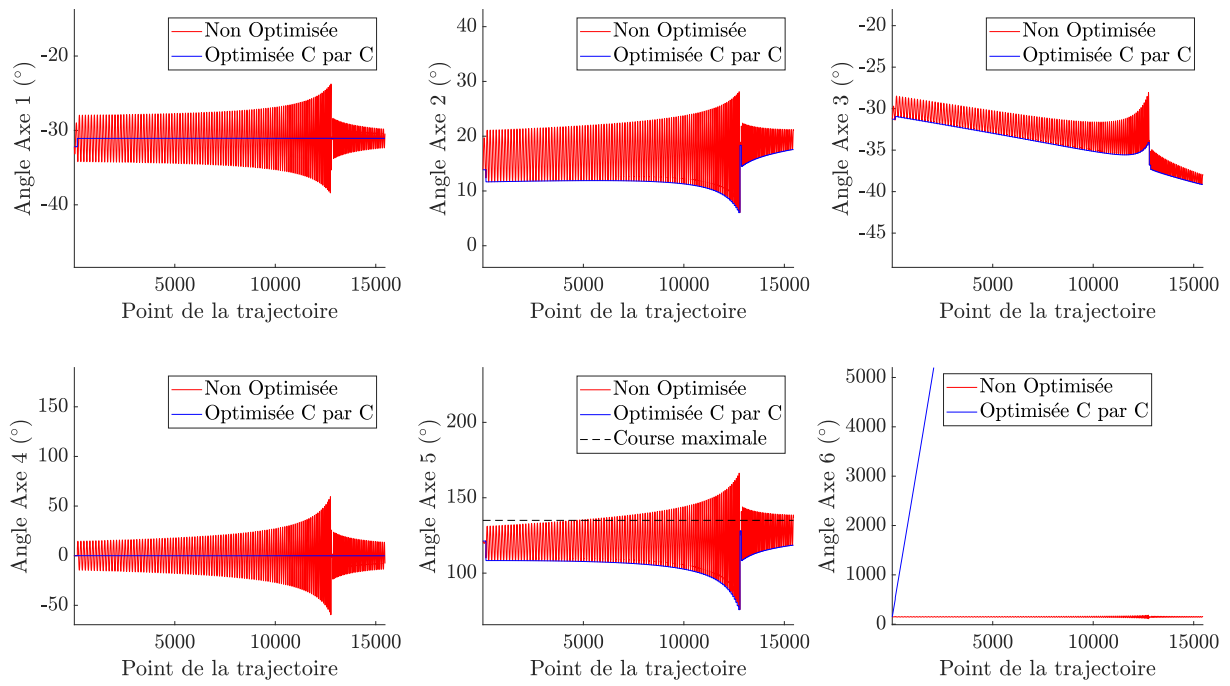 Non Optimisée
Optimisée C par C
-20
-30
-40
Angle Axe 1 (°)
5000
10000
15000
Point de la trajectoire
Non Optimisée
Optimisée C par C
40
30
20
10
0
Angle Axe 2 (°)
5000
10000
15000
Point de la trajectoire
Non Optimisée
Optimisée C par C
-20
-25
-30
-35
-40
-45
Angle Axe 3 (°)
5000
10000
15000
Point de la trajectoire
Non Optimisée
Optimisée C par C
150
100
50
0
-50
Angle Axe 4 (°)
5000
10000
15000
Point de la trajectoire
Non Optimisée
Optimisée C par C
Course maximale
200
150
100
Angle Axe 5 (°)
5000
10000
15000
Point de la trajectoire
Non Optimisée
Optimisée C par C
5000
4000
3000
2000
1000
0
Angle Axe 6 (°)
5000
10000
15000
Point de la trajectoire